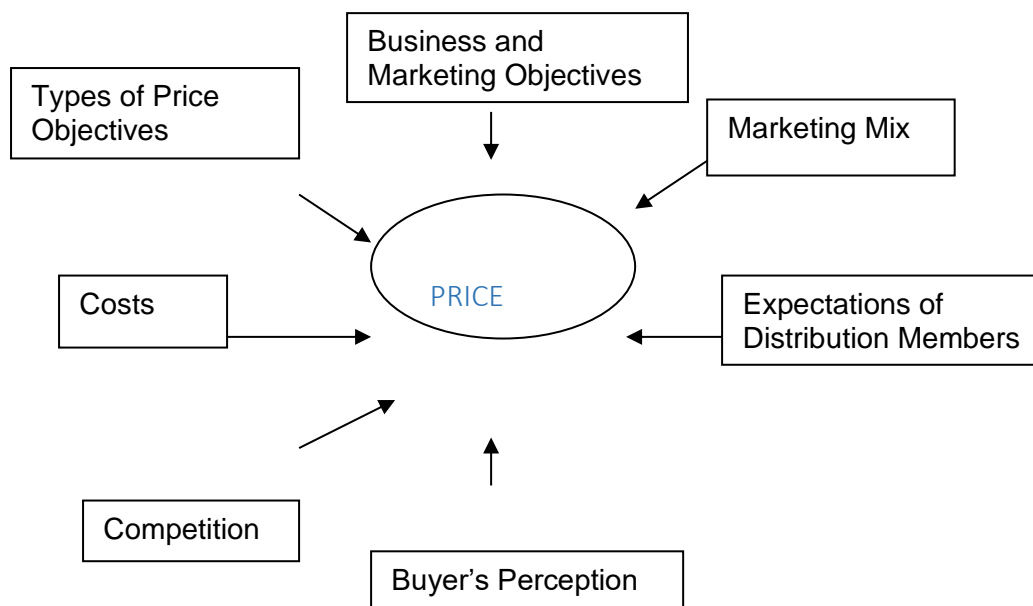 Business and
Marketing Objectives
Types of Price
Objectives
Marketing Mix
PRICE
Costs
Expectations of
Distribution Members
Competition
Buyer’s Perception